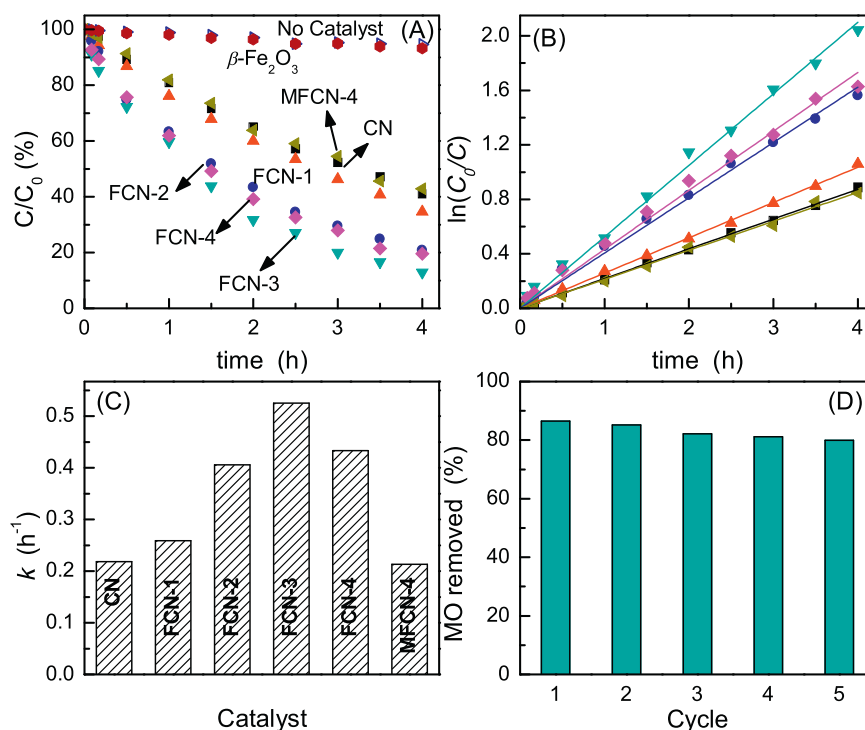 No Catalyst
(A)
β-Fe2O3
MFCN-4
CN
FCN-1
FCN-2
FCN-4
FCN-3
C/C0 (%)
100
80
60
40
20
0
0 1 2 3 4
time (h)
(B)
ln(C0/C)
2.0
1.6
1.2
0.8
0.4
0.0
0 1 2 3 4
time (h)
(C)
k (h-1)
0.5
0.4
0.3
0.2
0.1
0.0
CN
FCN-1
FCN-2
FCN-3
FCN-4
MFCN-4
Catalyst
(D)
MO removed (%)
100
80
60
40
20
0
1 2 3 4 5
Cycle